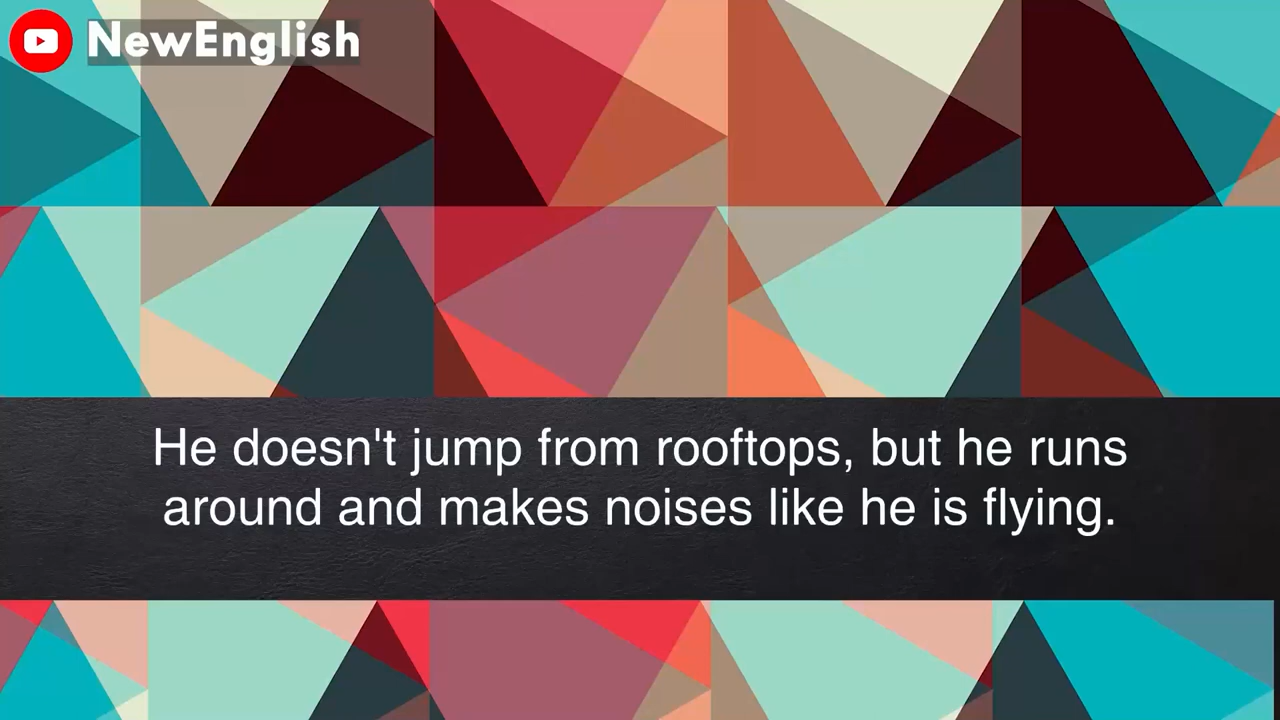 NewEnglish
He doesn't jump from rooftops, but he runs
around and makes noises like he is flying.